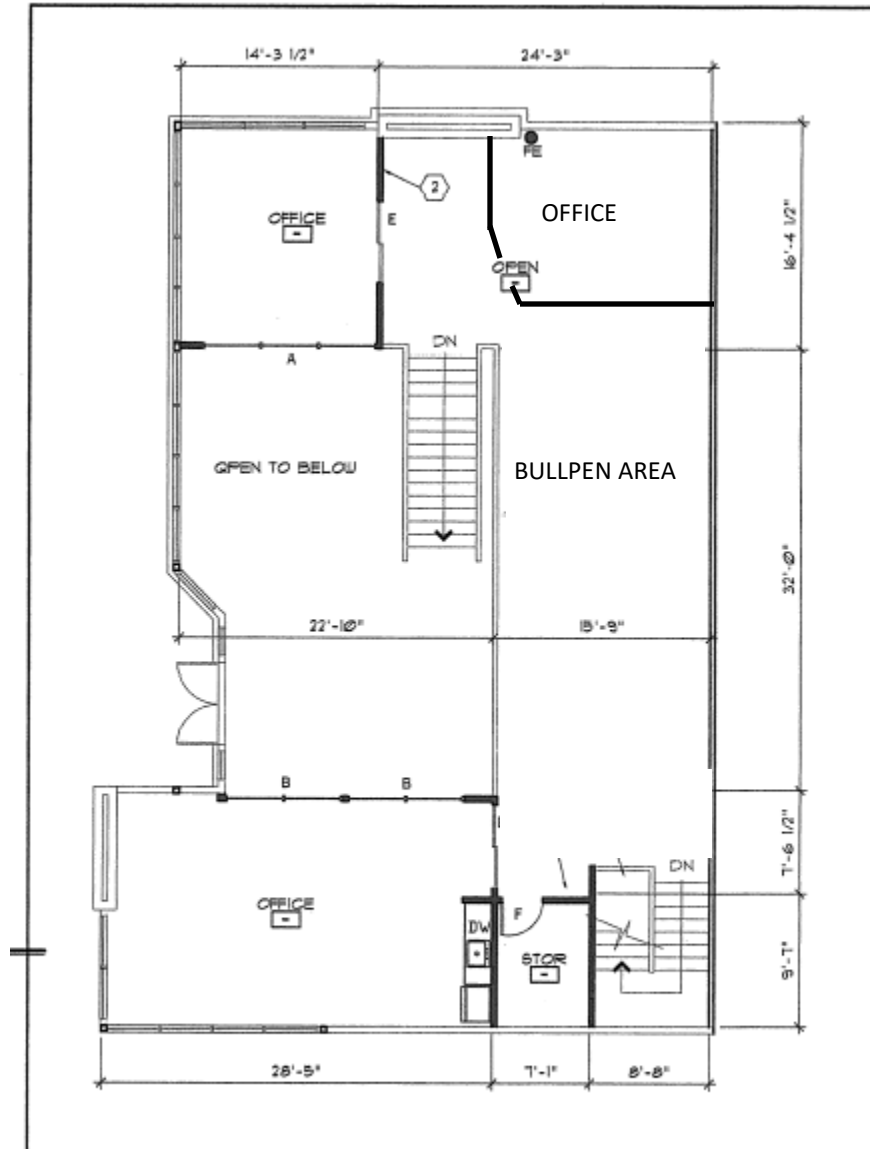 14'-3 1/2"
24'-3"
FE
2
E
OFFICE
OFFICE
16'-4 1/2"
OPEN
DN
A
OPEN TO BELOW
BULLPEN AREA
32'-0"
22'-10"
15'-9"
B
B
7'-6 1/2"
DN
OFFICE
DW
F
STOR
9'-7"
28'-5"
7'-1"
8'-8"